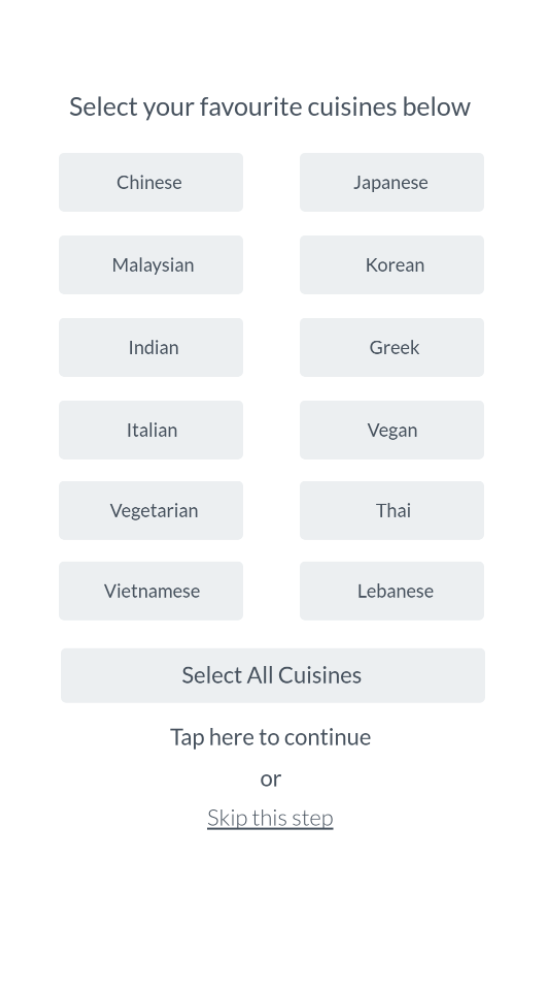 Select your favourite cuisines below
Chinese
Japanese
Malaysian
Korean
Indian
Greek
Italian
Vegan
Vegetarian
Thai
Vietnamese
Lebanese
Select All Cuisines
Tap here to continue
or
Skip this step